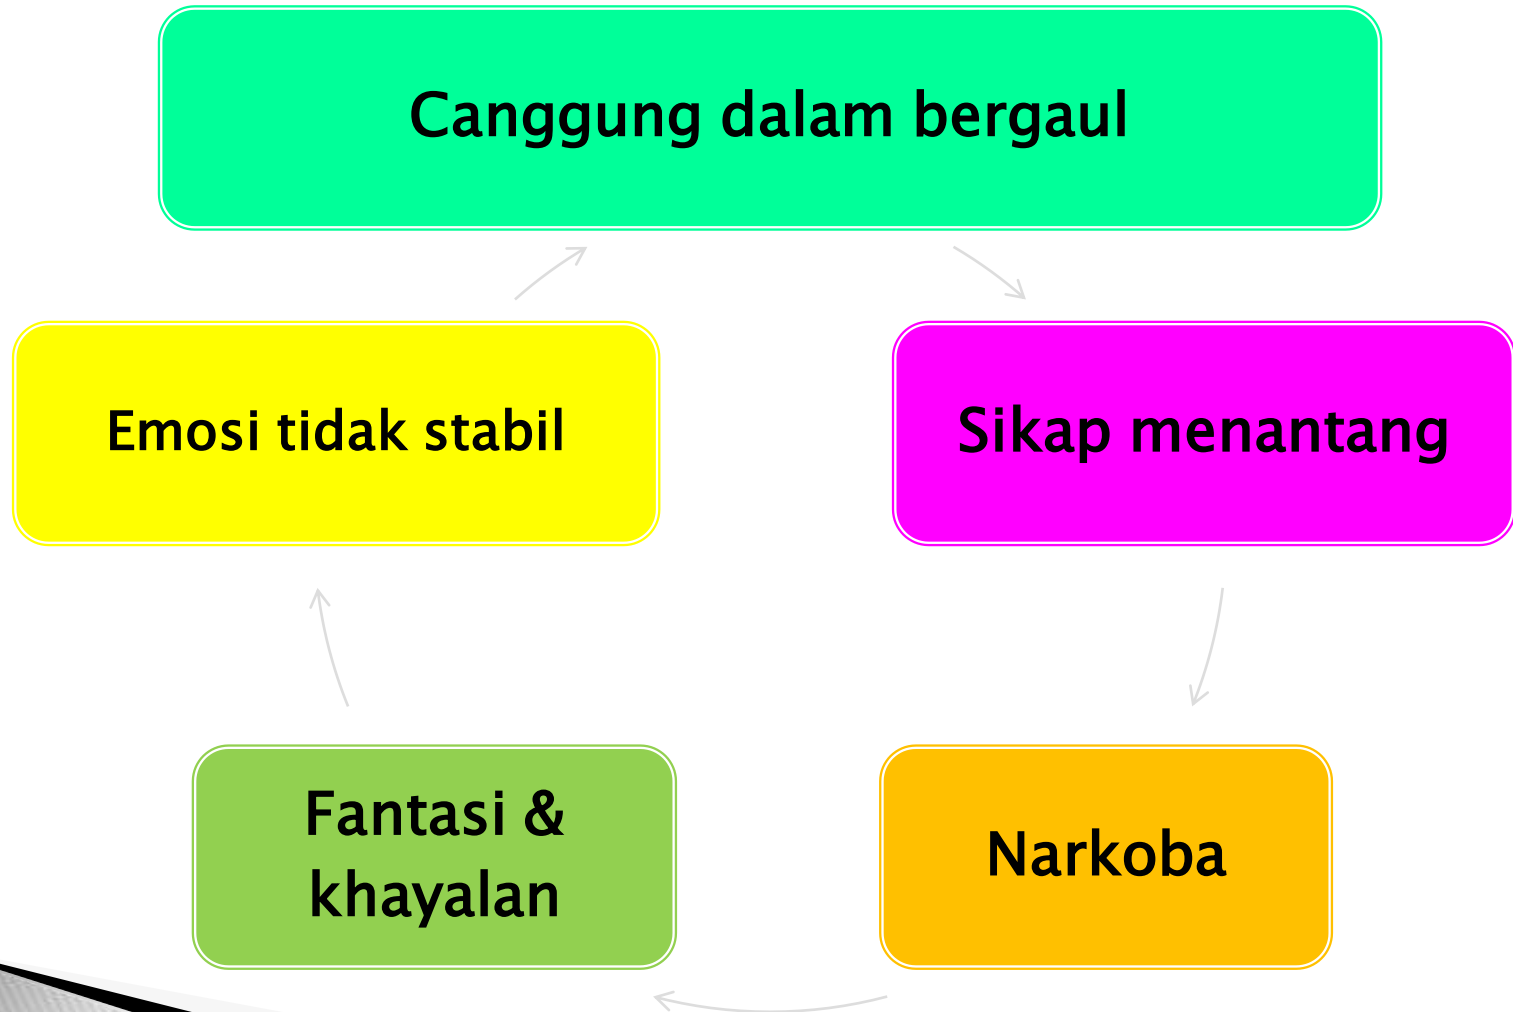 Canggung dalam bergaul
Emosi tidak stabil
Sikap menantang
Fantasi &
khayalan
Narkoba